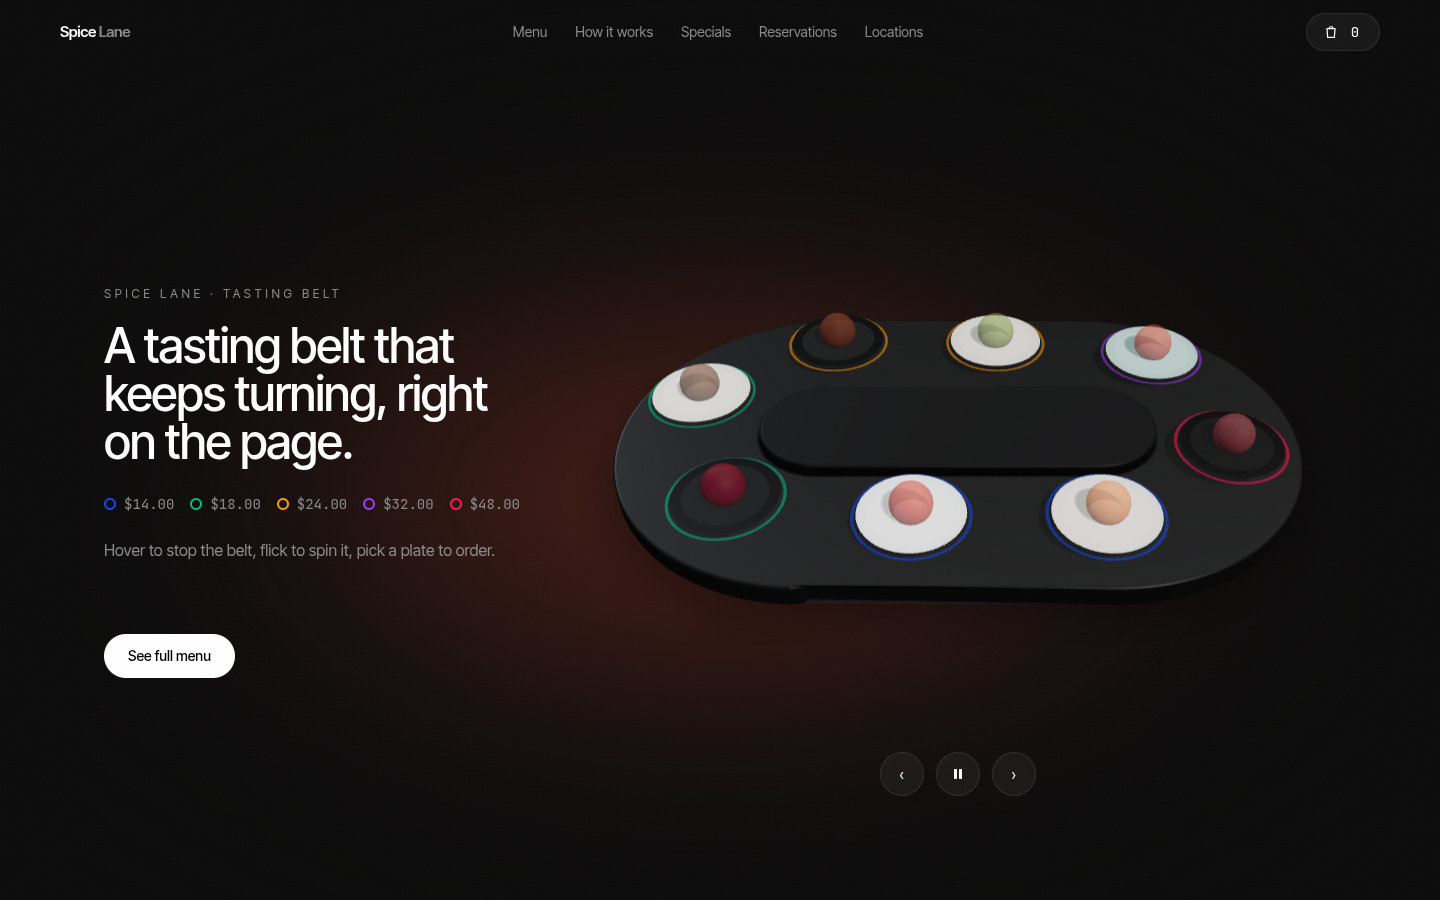 Spice Lane
Menu How it works Specials Reservations Locations
0
SPICE LANE · TASTING BELT
A tasting belt that
keeps turning, right
on the page.
$14.00 $18.00 $24.00 $32.00 $48.00
Hover to stop the belt, flick to spin it, pick a plate to order.
See full menu
‹ ›